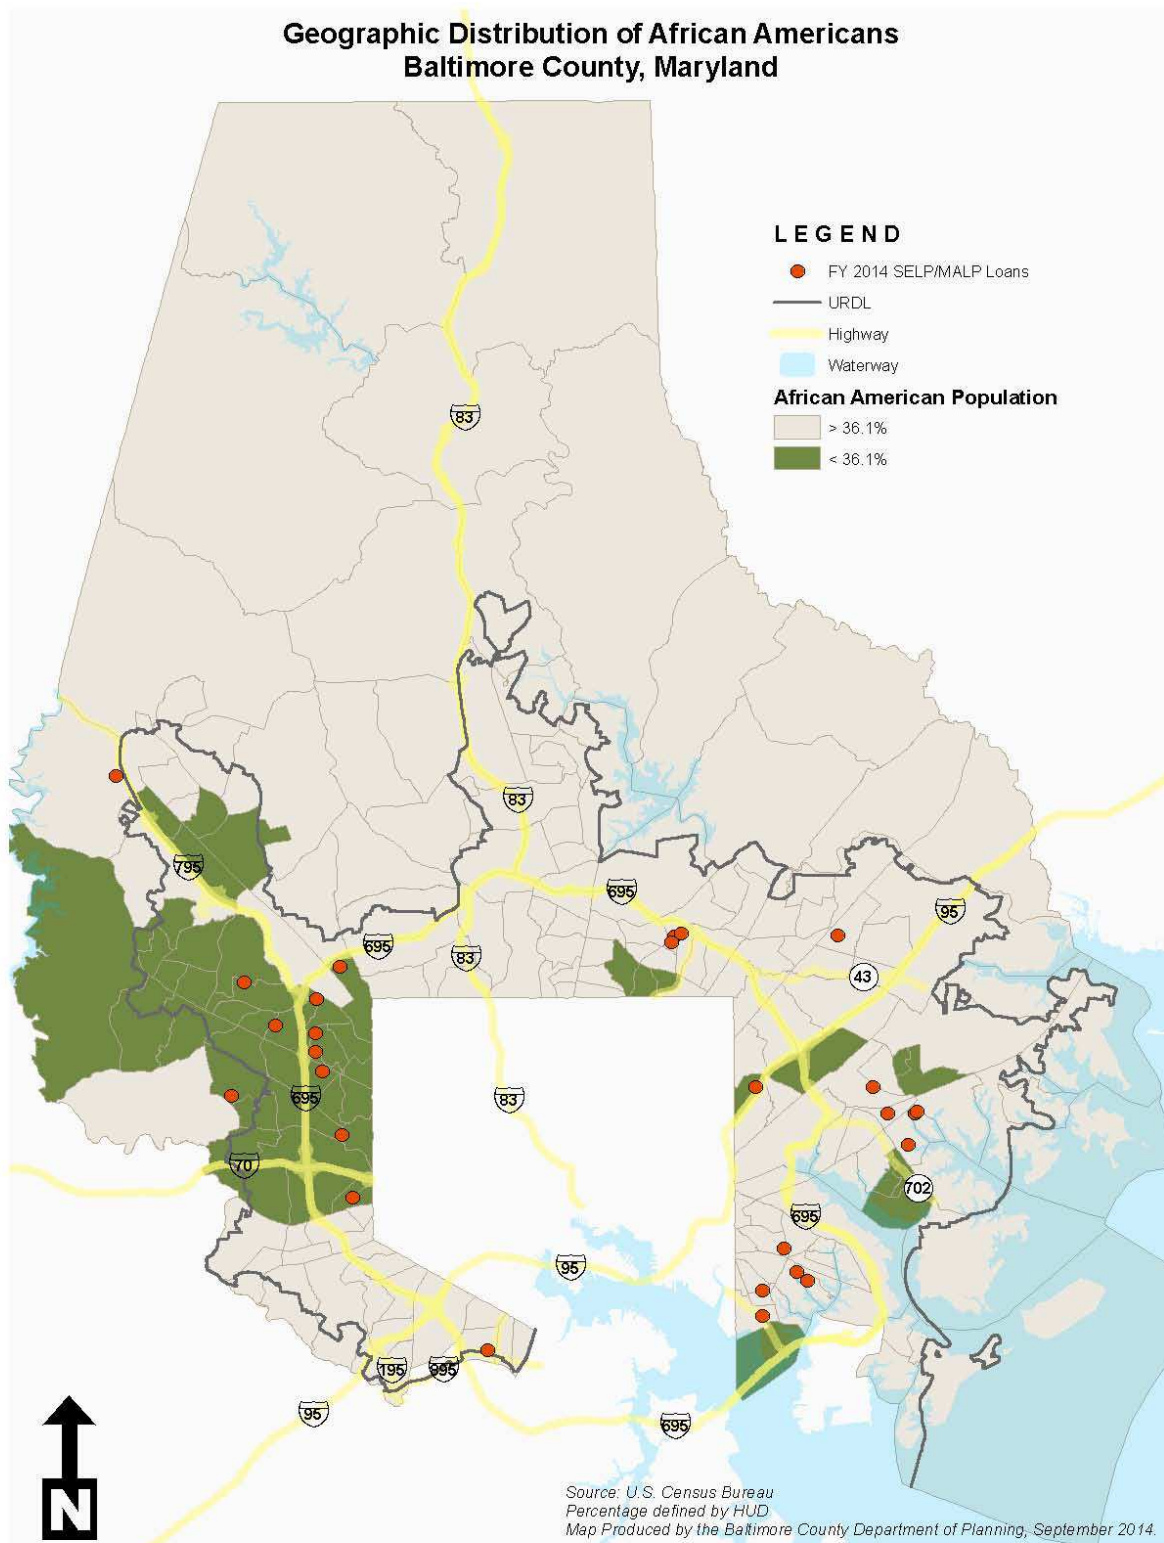 Geographic Distribution of African Americans
Baltimore County, Maryland
LEGEND
FY 2014 SELP/MALP Loans
URDL
Highway
Waterway
African American Population
> 36.1%
< 36.1%
83
83
795
695
695
83
95
43
695
83
70
702
695
95
195
895
95
695
N
Source: U.S. Census Bureau
Percentage defined by HUD
Map Produced by the Baltimore County Department of Planning, September 2014.